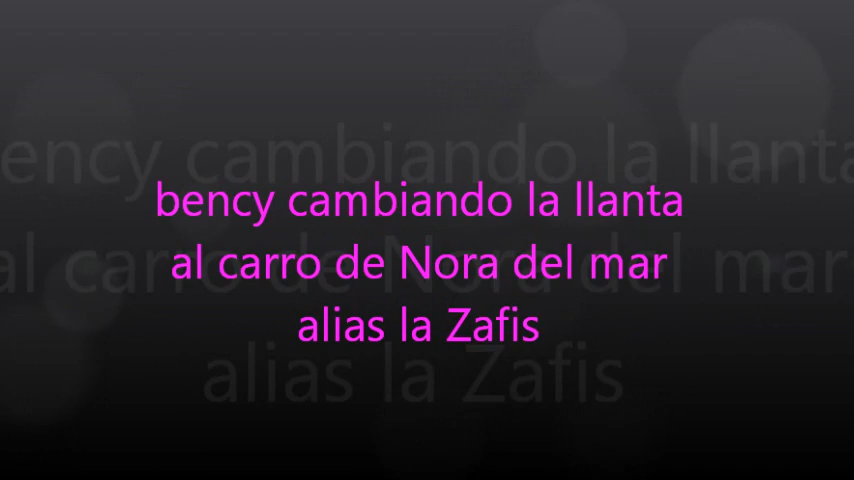 bency cambiando la llanta
al carro de Nora del mar
alias la Zafis